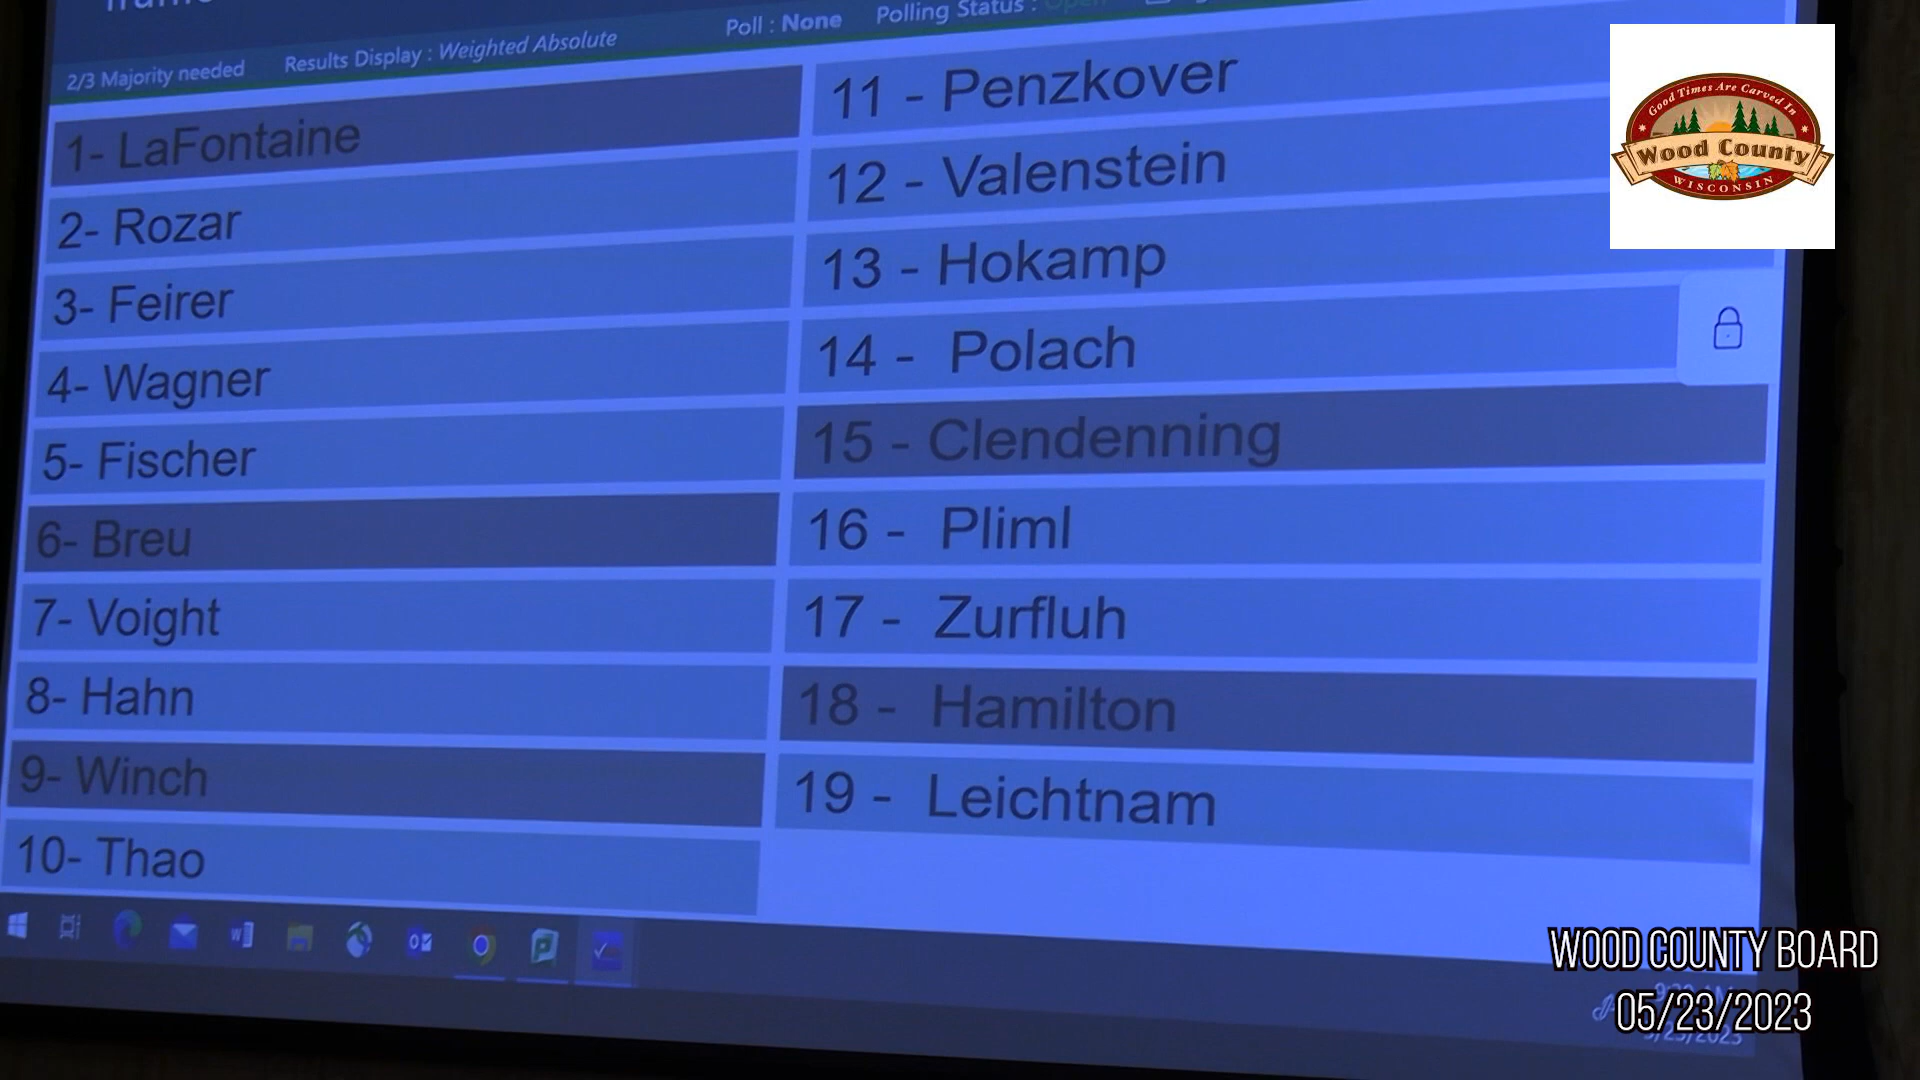 2/3 Majority needed
Results Display : Weighted Absolute
Poll : None
Polling Status : Open
1- LaFontaine
2- Rozar
3- Feirer
4- Wagner
5- Fischer
6- Breu
7- Voight
8- Hahn
9- Winch
10- Thao
11 - Penzkover
12 - Valenstein
13 - Hokamp
14 - Polach
15 - Clendenning
16 - Pliml
17 - Zurfluh
18 - Hamilton
19 - Leichtnam
Good Times Are Carved In
Wood County
WISCONSIN
WOOD COUNTY BOARD
05/23/2023